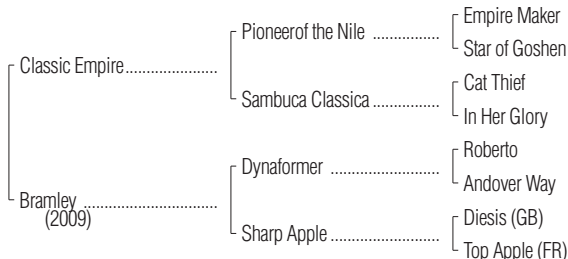 Empire Maker
Pioneerof the Nile ................
Star of Goshen
Classic Empire......................
Cat Thief
Sambuca Classica ................
In Her Glory
Roberto
Dynaformer ..........................
Andover Way
Bramley ................................
(2009)
Diesis (GB)
Sharp Apple ..........................
Top Apple (FR)